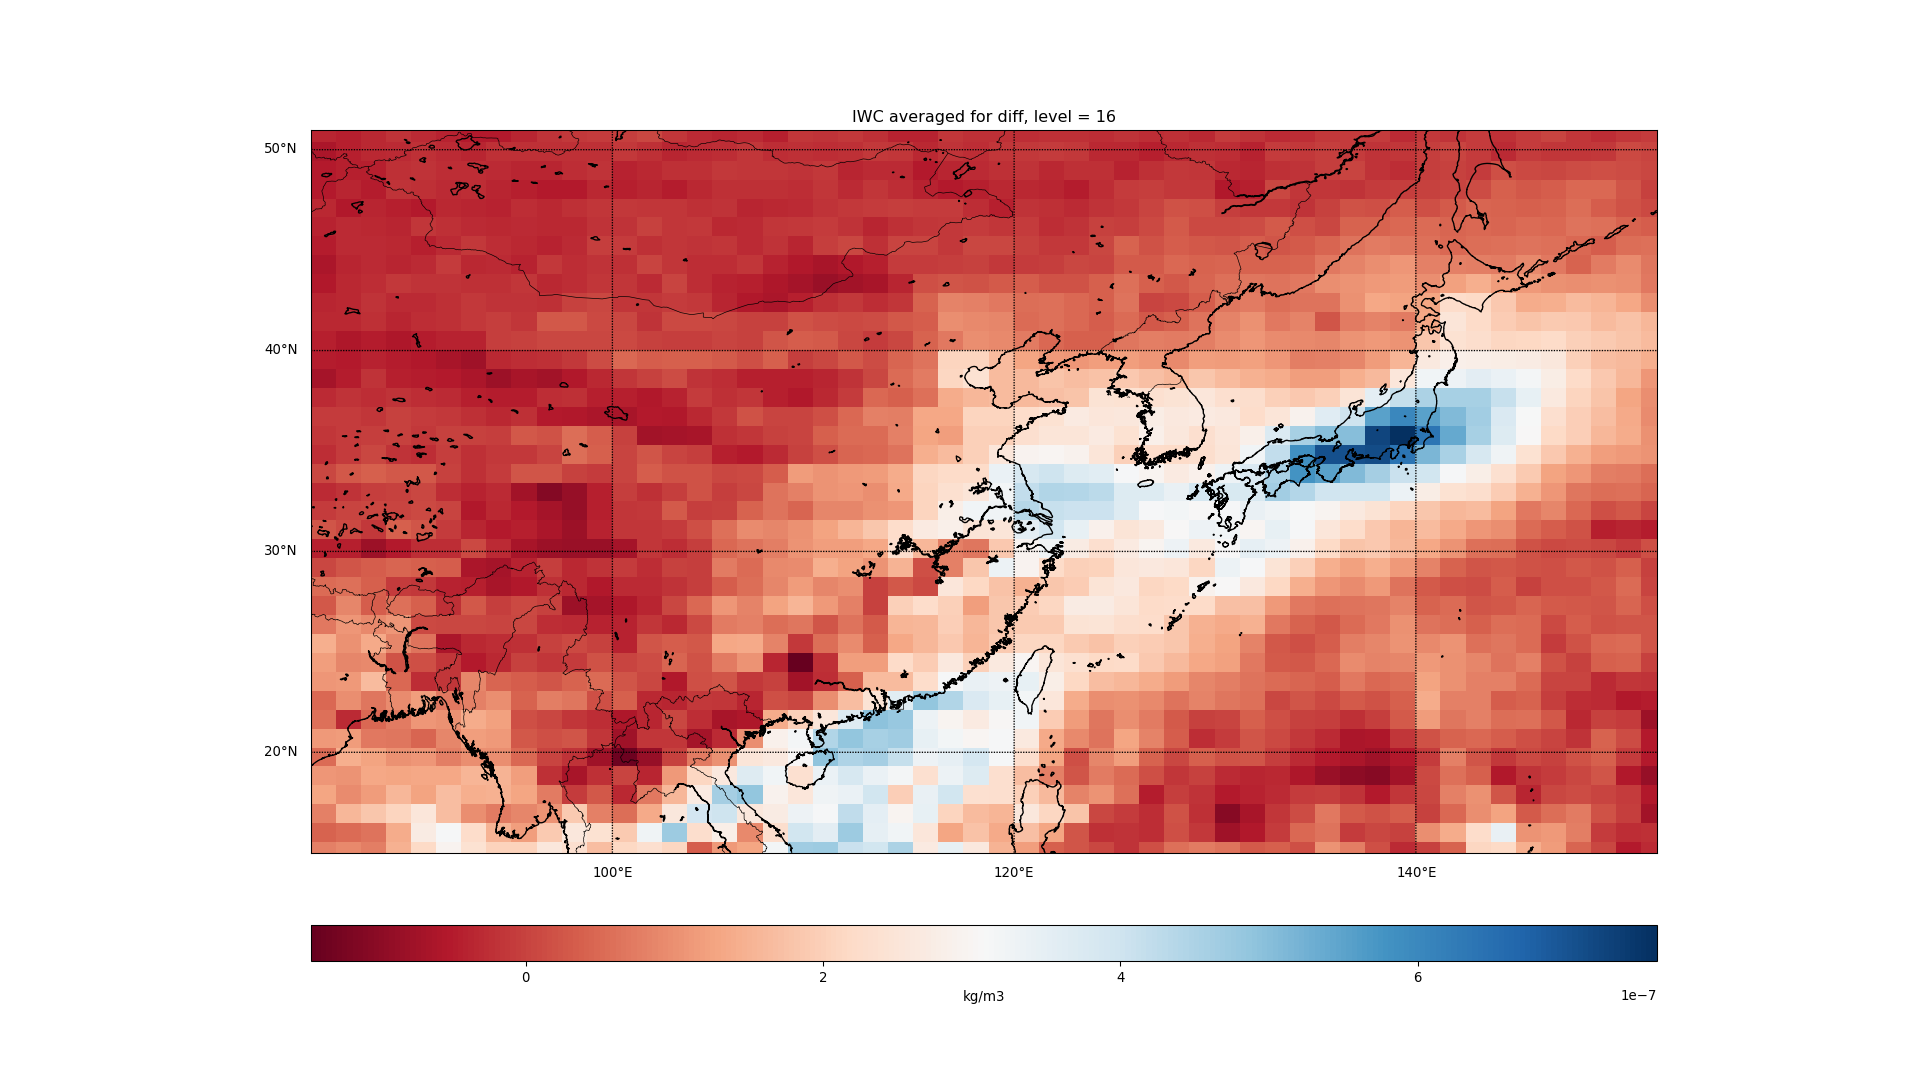 IWC averaged for diff, level = 16
50°N
40°N
30°N
20°N
100°E 120°E 140°E
0 2 4 6
kg/m3
1e−7